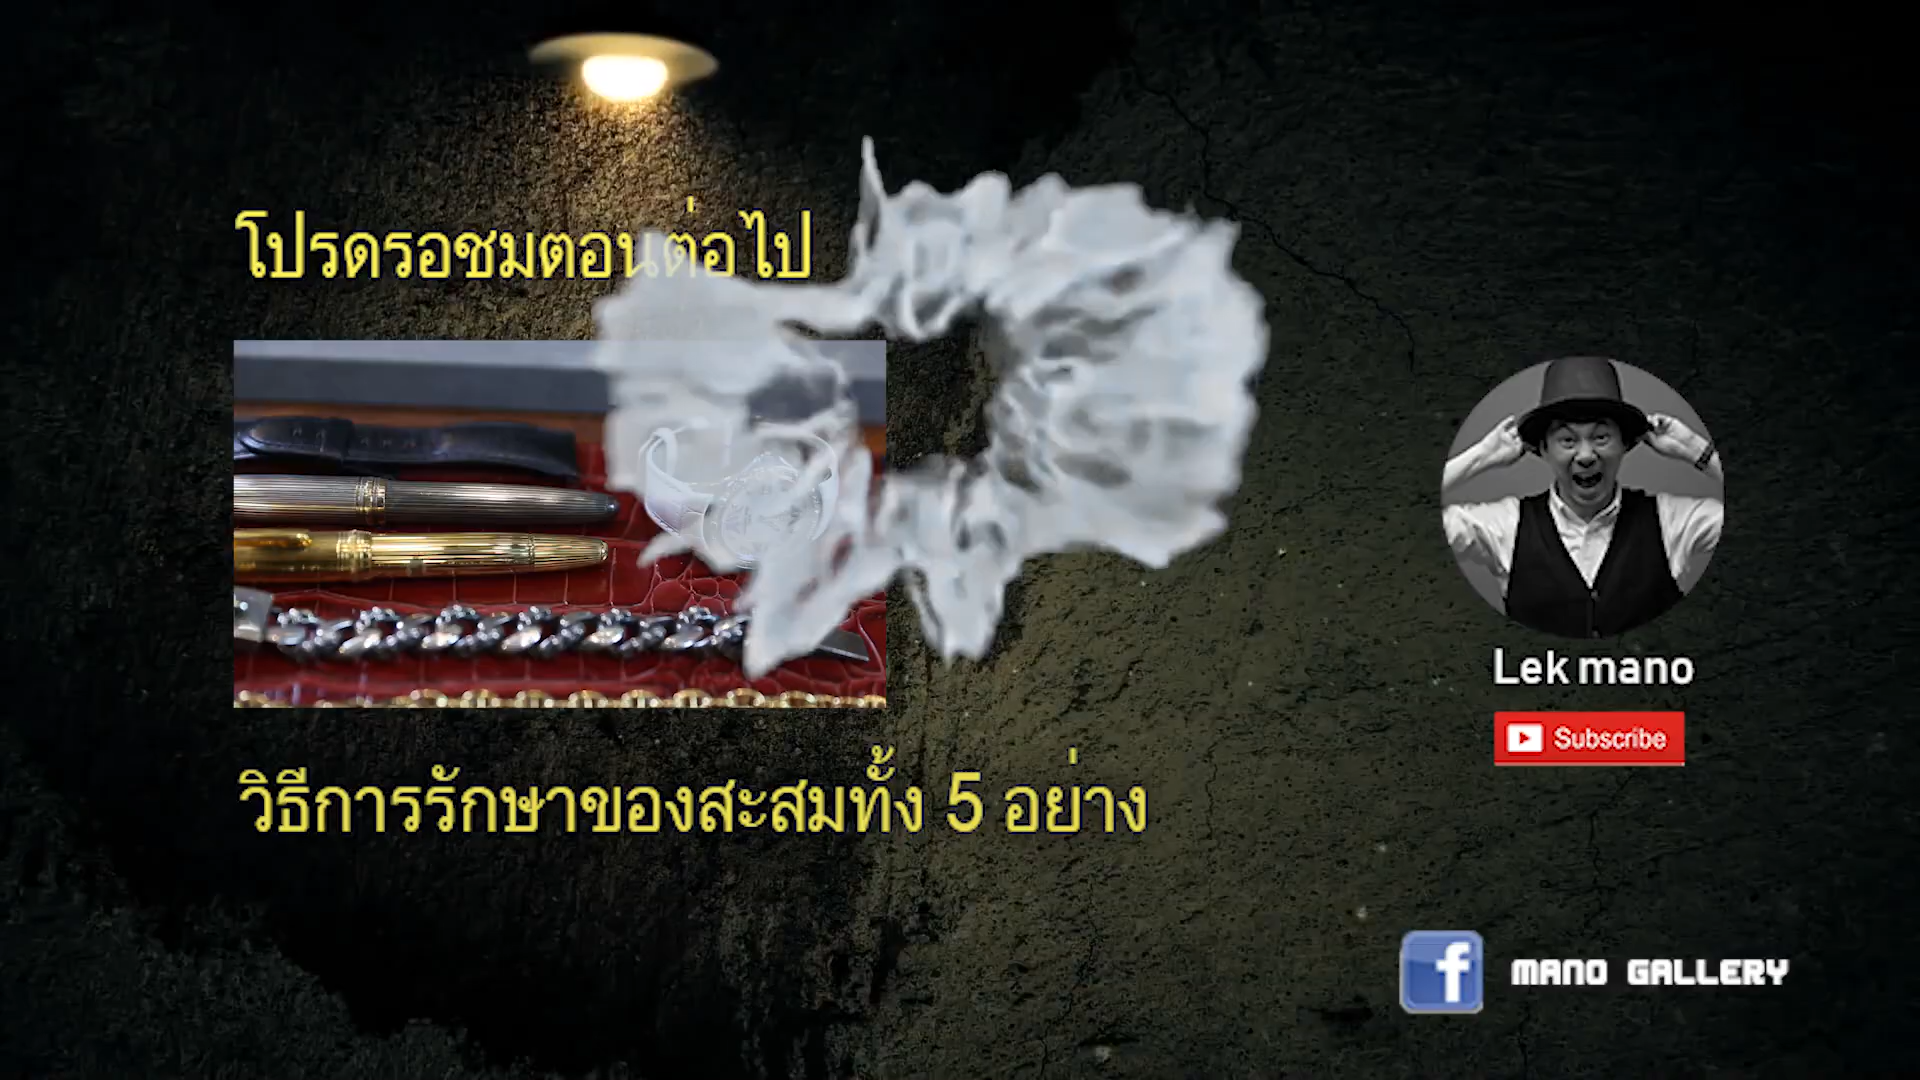 โปรดรอชมตอนต่อไป
วิธีการรักษาของสะสมทั้ง 5 อย่าง
Lek mano
Subscribe
f
MANO GALLERY